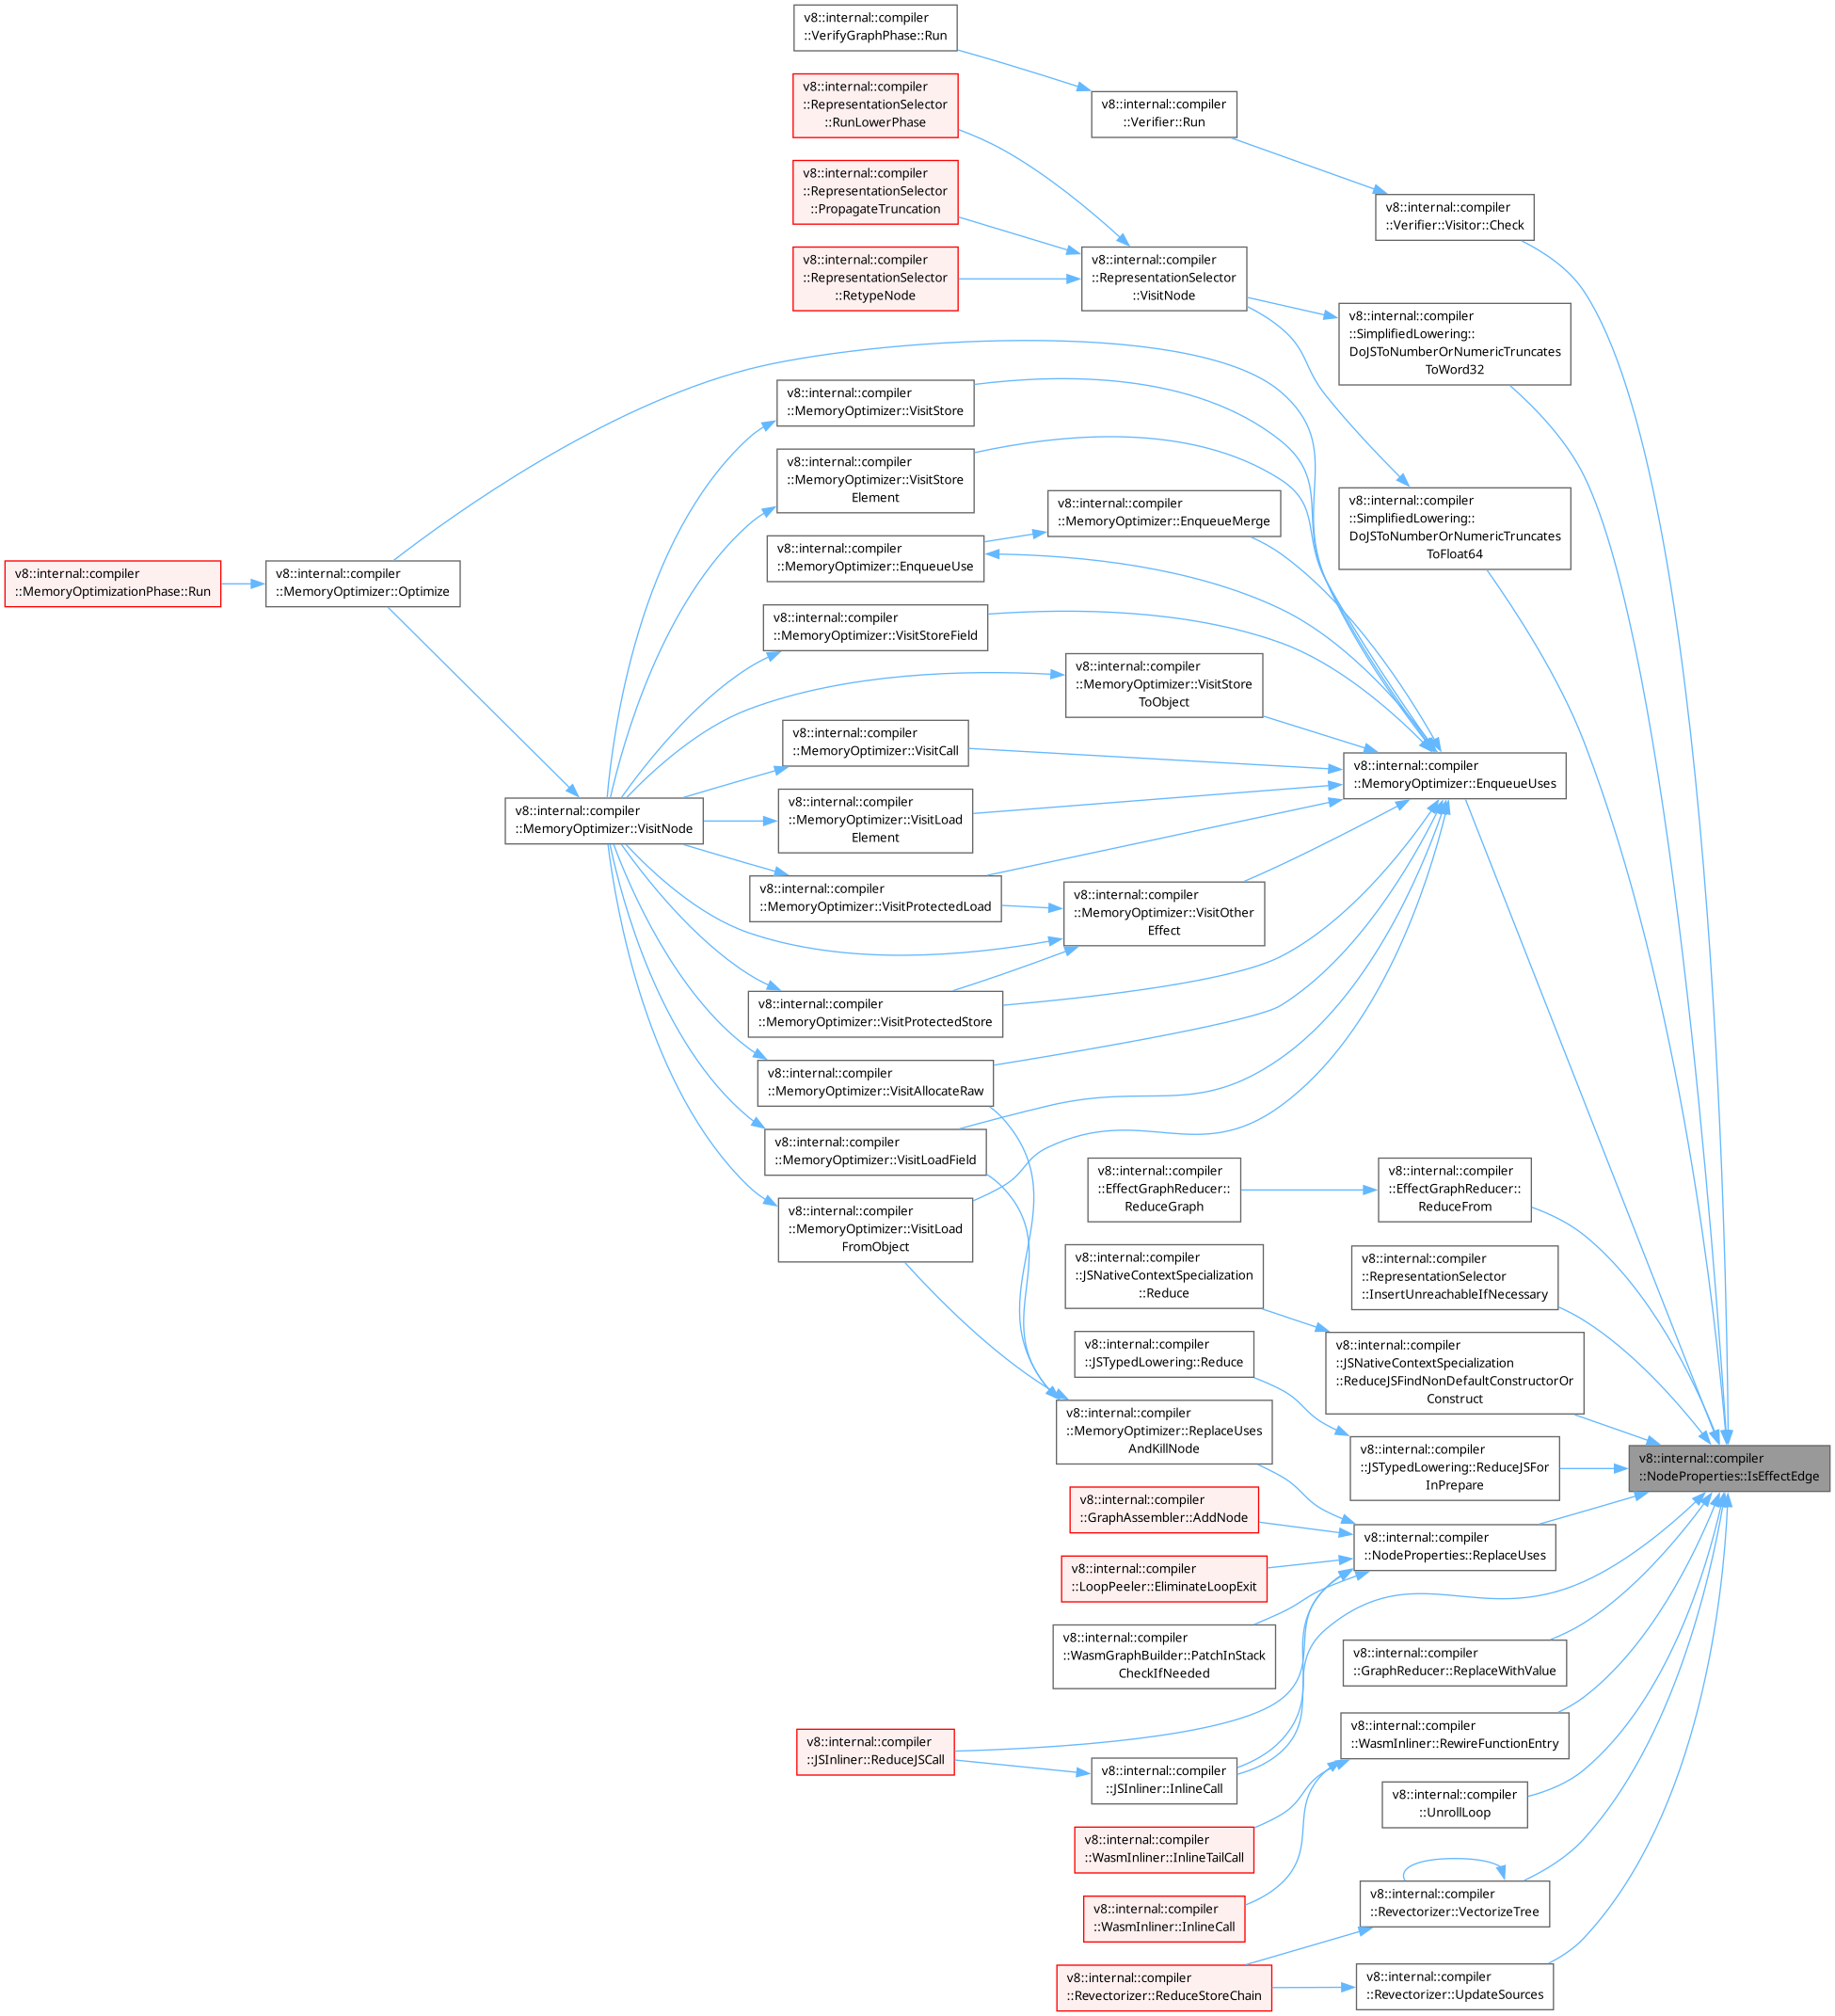 v8::internal::compiler
::VerifyGraphPhase::Run
v8::internal::compiler
::RepresentationSelector
::RunLowerPhase
v8::internal::compiler
::Verifier::Run
v8::internal::compiler
::RepresentationSelector
::PropagateTruncation
v8::internal::compiler
::Verifier::Visitor::Check
v8::internal::compiler
::RepresentationSelector
::RetypeNode
v8::internal::compiler
::RepresentationSelector
::VisitNode
v8::internal::compiler
::SimplifiedLowering::
DoJSToNumberOrNumericTruncates
ToWord32
v8::internal::compiler
::MemoryOptimizer::VisitStore
v8::internal::compiler
::MemoryOptimizer::VisitStore
Element
v8::internal::compiler
::MemoryOptimizer::EnqueueMerge
v8::internal::compiler
::SimplifiedLowering::
DoJSToNumberOrNumericTruncates
ToFloat64
v8::internal::compiler
::MemoryOptimizer::EnqueueUse
v8::internal::compiler
::MemoryOptimizationPhase::Run
v8::internal::compiler
::MemoryOptimizer::Optimize
v8::internal::compiler
::MemoryOptimizer::VisitStoreField
v8::internal::compiler
::MemoryOptimizer::VisitStore
ToObject
v8::internal::compiler
::MemoryOptimizer::VisitCall
v8::internal::compiler
::MemoryOptimizer::EnqueueUses
v8::internal::compiler
::MemoryOptimizer::VisitNode
v8::internal::compiler
::MemoryOptimizer::VisitLoad
Element
v8::internal::compiler
::MemoryOptimizer::VisitProtectedLoad
v8::internal::compiler
::MemoryOptimizer::VisitOther
Effect
v8::internal::compiler
::MemoryOptimizer::VisitProtectedStore
v8::internal::compiler
::MemoryOptimizer::VisitAllocateRaw
v8::internal::compiler
::MemoryOptimizer::VisitLoadField
v8::internal::compiler
::EffectGraphReducer::
ReduceGraph
v8::internal::compiler
::EffectGraphReducer::
ReduceFrom
v8::internal::compiler
::MemoryOptimizer::VisitLoad
FromObject
v8::internal::compiler
::JSNativeContextSpecialization
::Reduce
v8::internal::compiler
::RepresentationSelector
::InsertUnreachableIfNecessary
v8::internal::compiler
::JSTypedLowering::Reduce
v8::internal::compiler
::JSNativeContextSpecialization
::ReduceJSFindNonDefaultConstructorOr
Construct
v8::internal::compiler
::MemoryOptimizer::ReplaceUses
AndKillNode
v8::internal::compiler
::JSTypedLowering::ReduceJSFor
InPrepare
v8::internal::compiler
::NodeProperties::IsEffectEdge
v8::internal::compiler
::GraphAssembler::AddNode
v8::internal::compiler
::NodeProperties::ReplaceUses
v8::internal::compiler
::LoopPeeler::EliminateLoopExit
v8::internal::compiler
::WasmGraphBuilder::PatchInStack
CheckIfNeeded
v8::internal::compiler
::GraphReducer::ReplaceWithValue
v8::internal::compiler
::JSInliner::ReduceJSCall
v8::internal::compiler
::JSInliner::InlineCall
v8::internal::compiler
::WasmInliner::RewireFunctionEntry
v8::internal::compiler
::UnrollLoop
v8::internal::compiler
::WasmInliner::InlineTailCall
v8::internal::compiler
::WasmInliner::InlineCall
v8::internal::compiler
::Revectorizer::VectorizeTree
v8::internal::compiler
::Revectorizer::ReduceStoreChain
v8::internal::compiler
::Revectorizer::UpdateSources